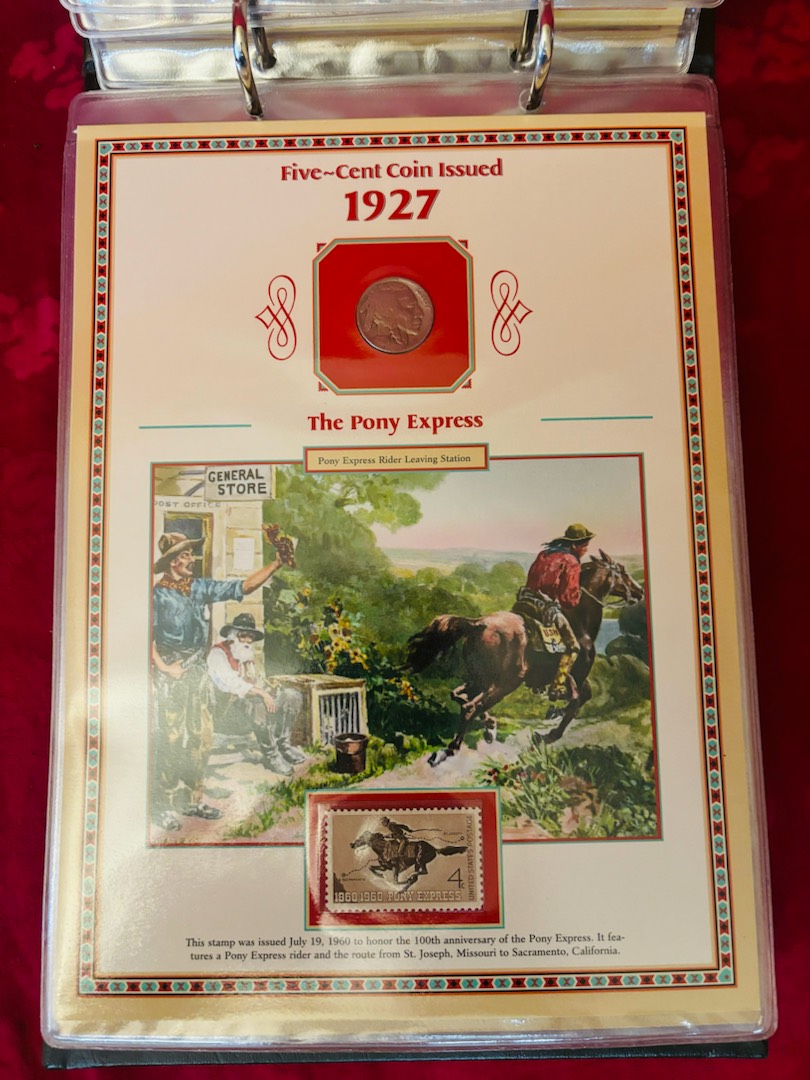 Five~Cent Coin Issued
1927
The Pony Express
Pony Express Rider Leaving Station
GENERAL
STORE
POST OFFICE
4c
UNITED STATES POSTAGE
1860 1960 PONY EXPRESS
This stamp was issued July 19, 1960 to honor the 100th anniversary of the Pony Express. It fea-
tures a Pony Express rider and the route from St. Joseph, Missouri to Sacramento, California.